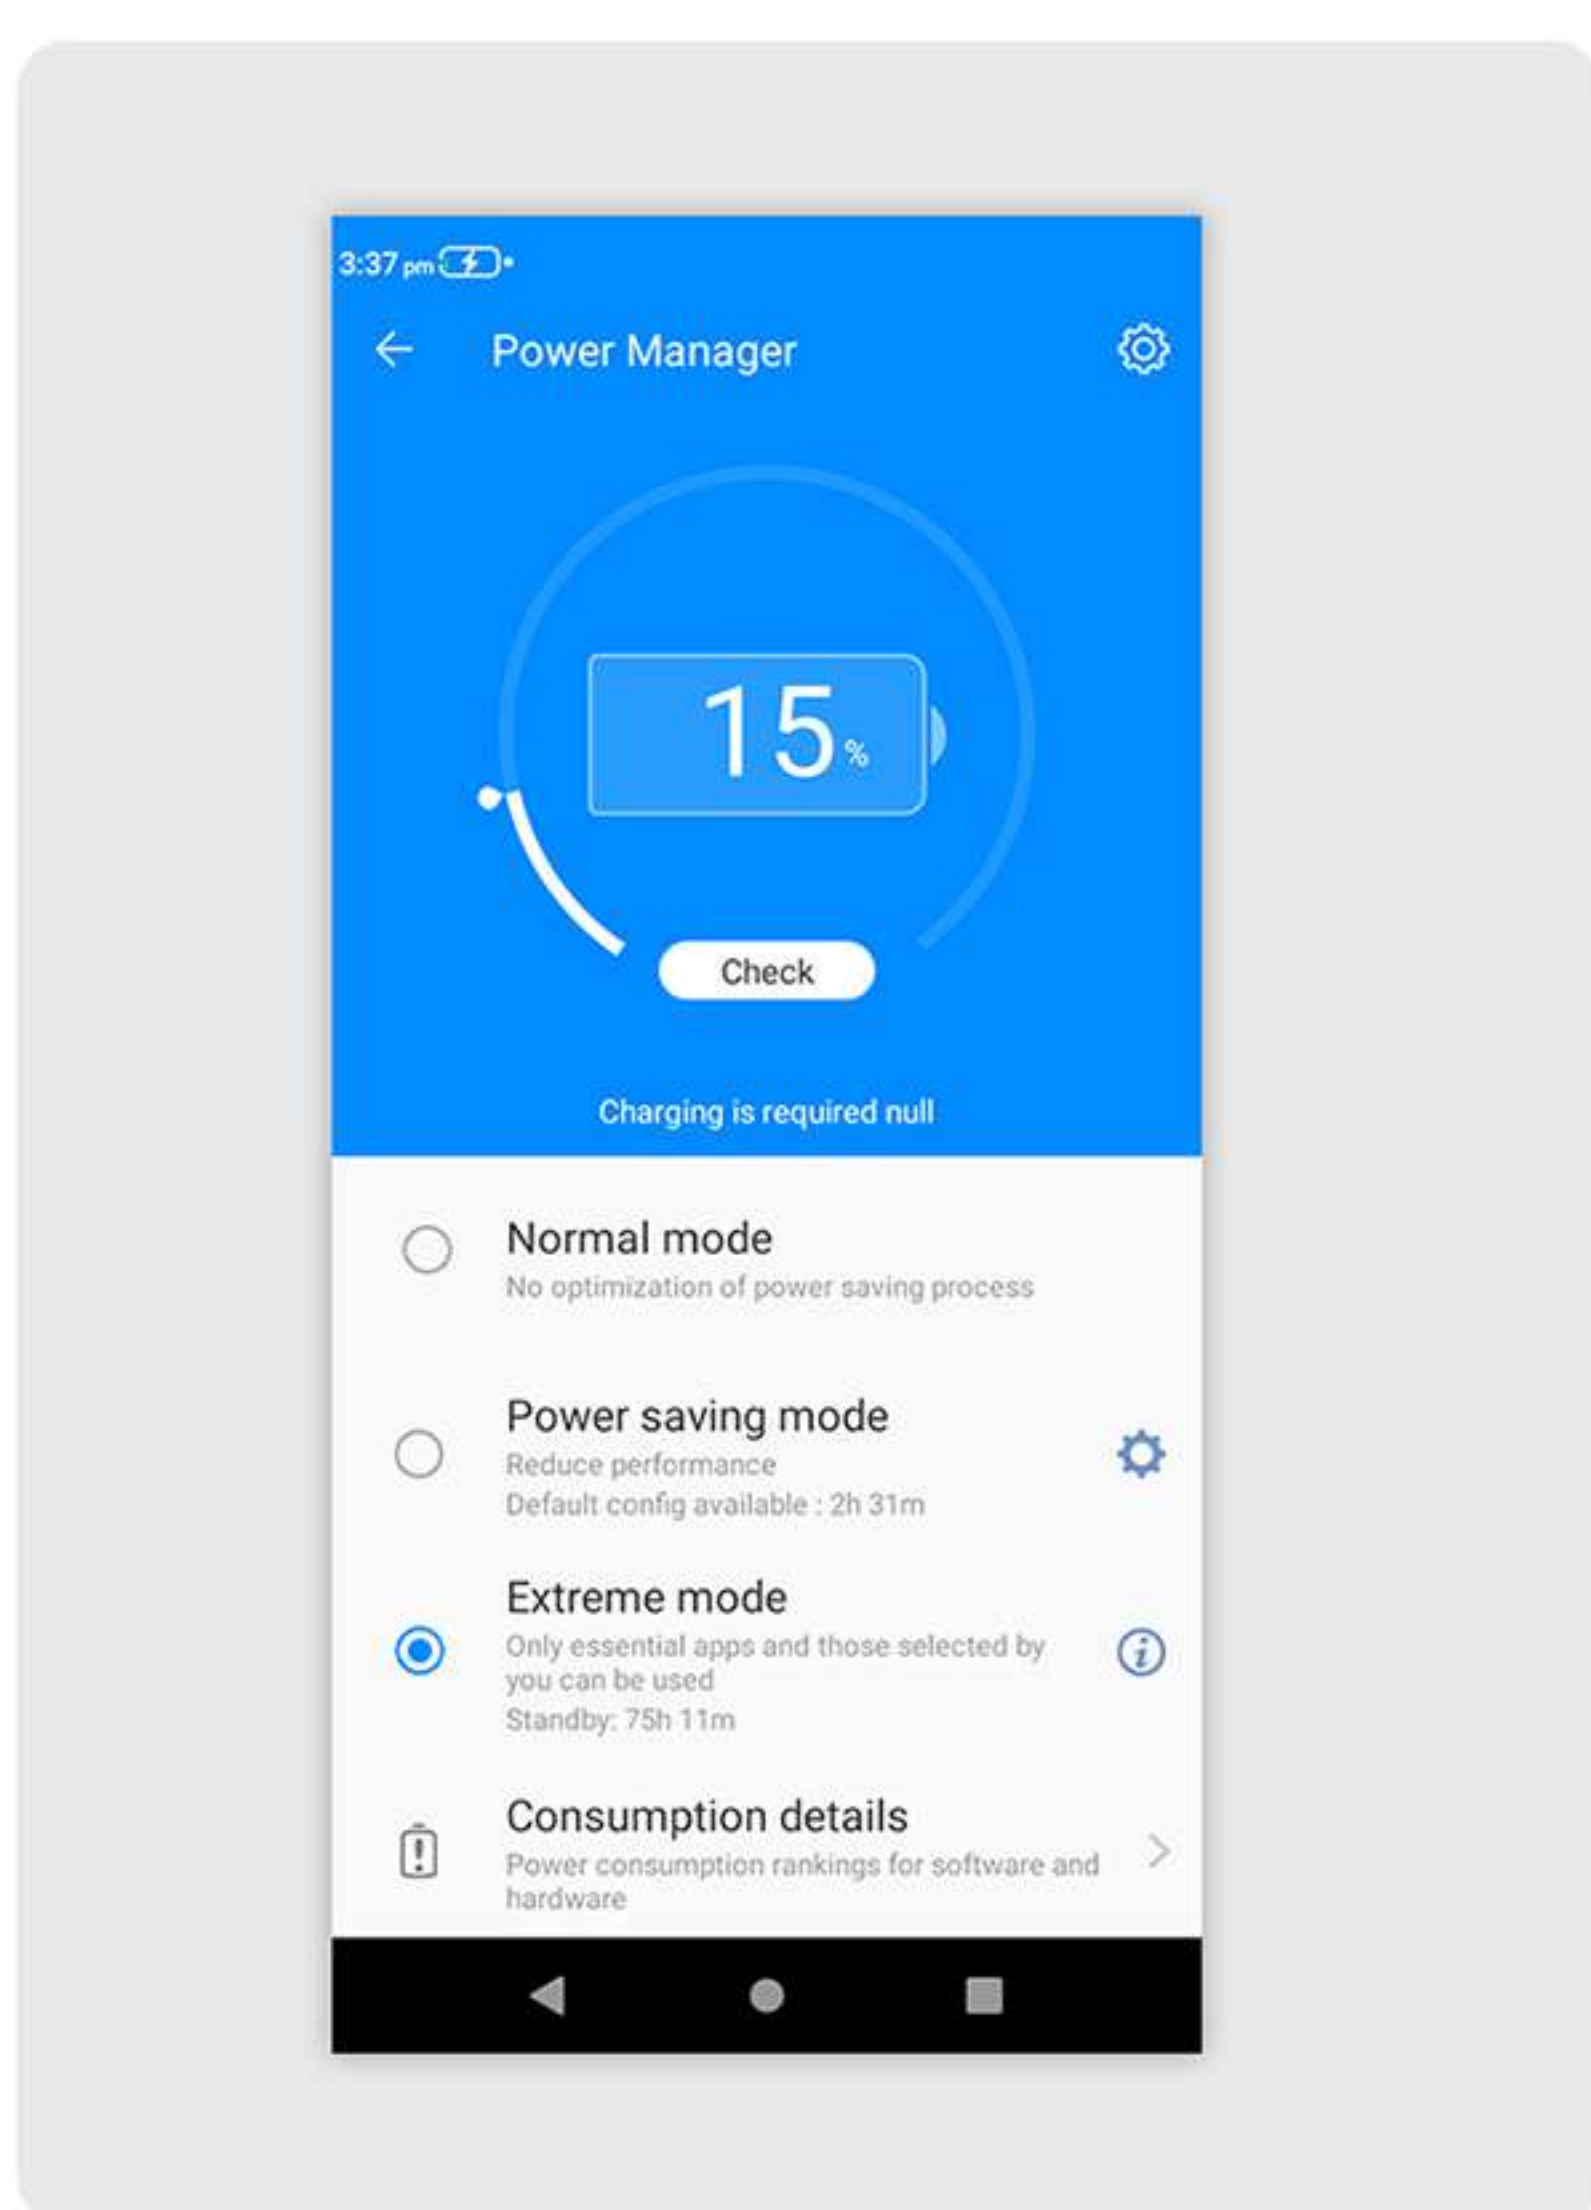 3:37 pm
Power Manager
15%
Check
Charging is required null
Normal mode
No optimization of power saving process
Power saving mode
Reduce performance
Default config available : 2h 31m
Extreme mode
Only essential apps and those selected by
you can be used
Standby: 75h 11m
Consumption details
Power consumption rankings for software and
hardware